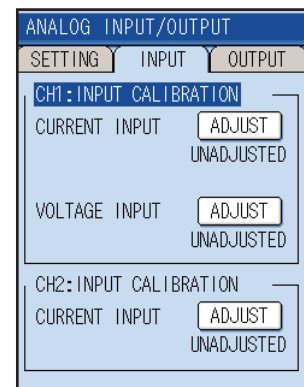 ANALOG INPUT/OUTPUT
SETTING INPUT OUTPUT
CH1:INPUT CALIBRATION
CURRENT INPUT ADJUST
UNADJUSTED
VOLTAGE INPUT ADJUST
UNADJUSTED
CH2:INPUT CALIBRATION
CURRENT INPUT ADJUST
UNADJUSTED